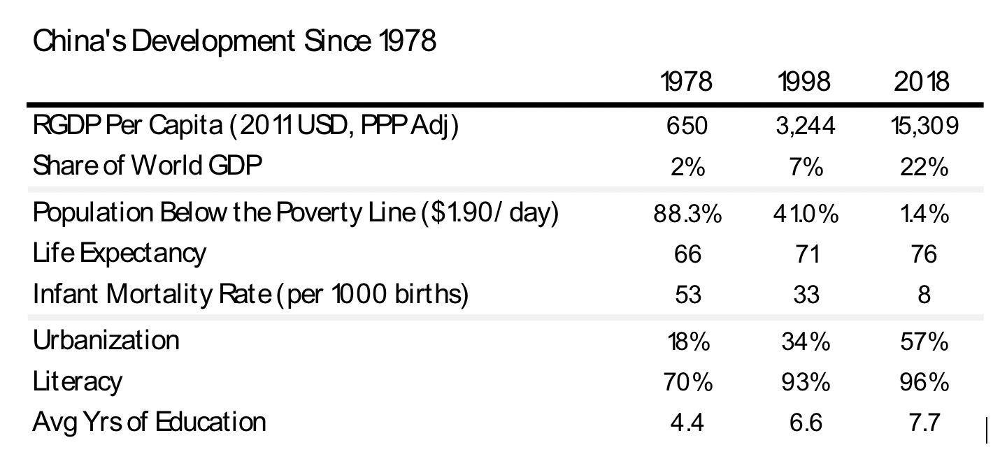 China's Development Since 1978
1978 1998 2018
RGDP Per Capita (2011 USD, PPP Adj) 650 3,244 15,309
Share of World GDP 2% 7% 22%
Population Below the Poverty Line ($1.90/ day) 88.3% 41.0% 1.4%
Life Expectancy 66 71 76
Infant Mortality Rate (per 1000 births) 53 33 8
Urbanization 18% 34% 57%
Literacy 70% 93% 96%
Avg Yrs of Education 4.4 6.6 7.7